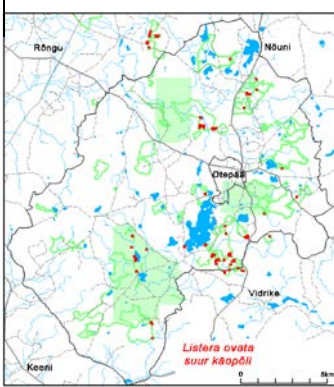 Rõngu
Nõuni
Otepää
Vidrike
Listera ovata
suur käopõll
Keeni
0 5km